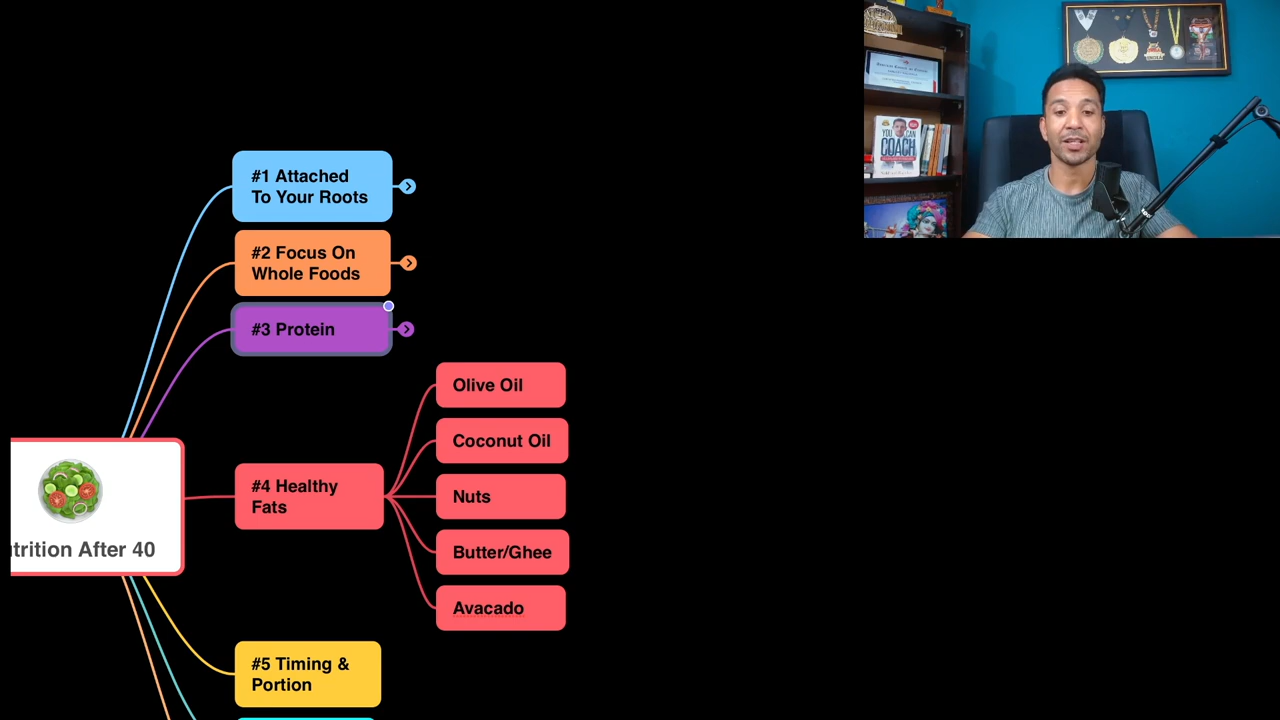 #1 Attached
To Your Roots
#2 Focus On
Whole Foods
#3 Protein
Olive Oil
Coconut Oil
#4 Healthy
Fats
Nuts
Butter/Ghee
Avacado
trition After 40
#5 Timing &
Portion
YOU CAN
COACH